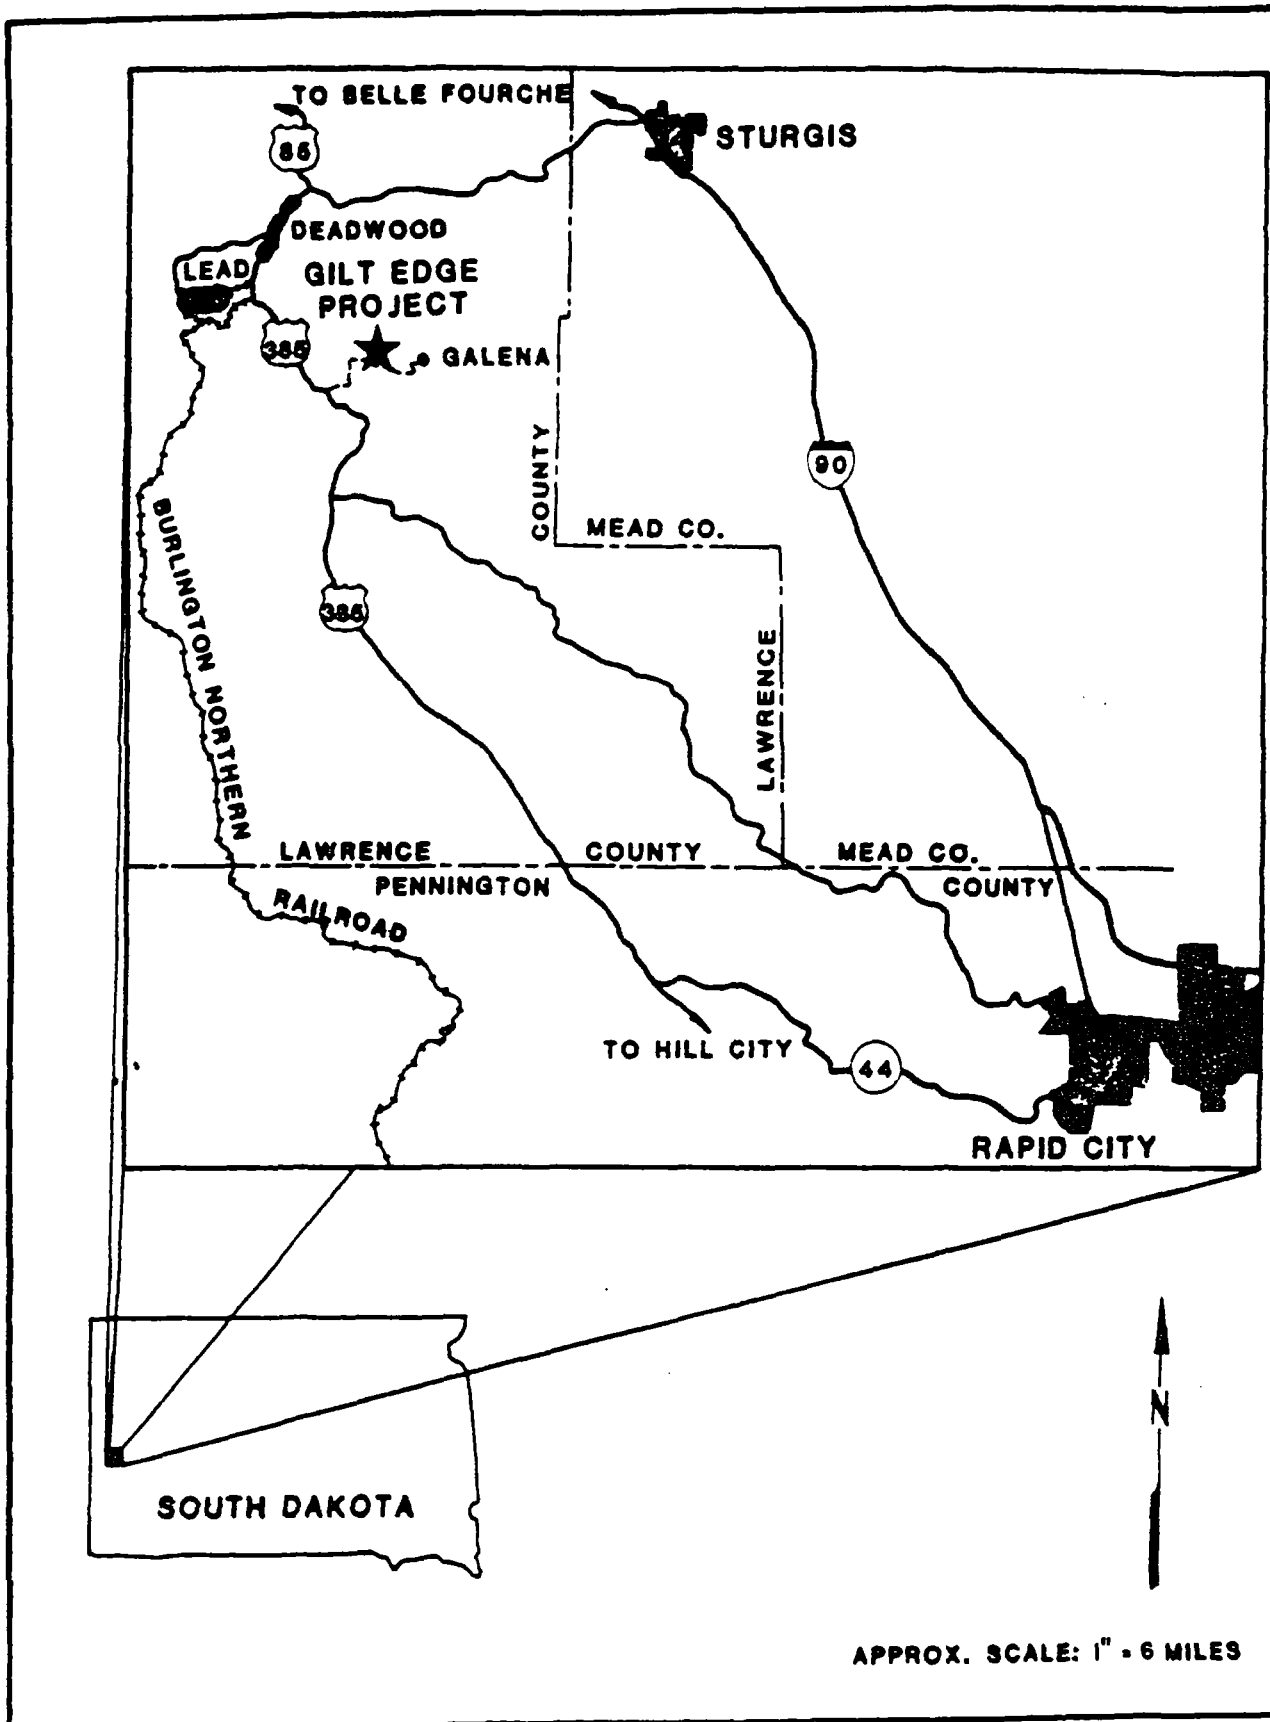 TO BELLE FOURCHE
85
STURGIS
DEADWOOD
LEAD
GILT EDGE
PROJECT
385
GALENA
90
COUNTY
MEAD CO.
BURLINGTON NORTHERN
385
LAWRENCE
LAWRENCE
COUNTY
MEAD CO.
PENNINGTON
COUNTY
RAILROAD
TO HILL CITY
44
RAPID CITY
N
SOUTH DAKOTA
APPROX. SCALE: 1" = 6 MILES